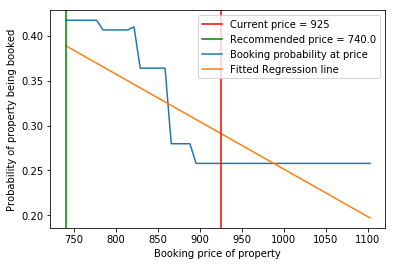 Current price = 925
Recommended price = 740.0
Booking probability at price
Fitted Regression line
Probability of property being booked
0.40
0.35
0.30
0.25
0.20
750 800 850 900 950 1000 1050 1100
Booking price of property